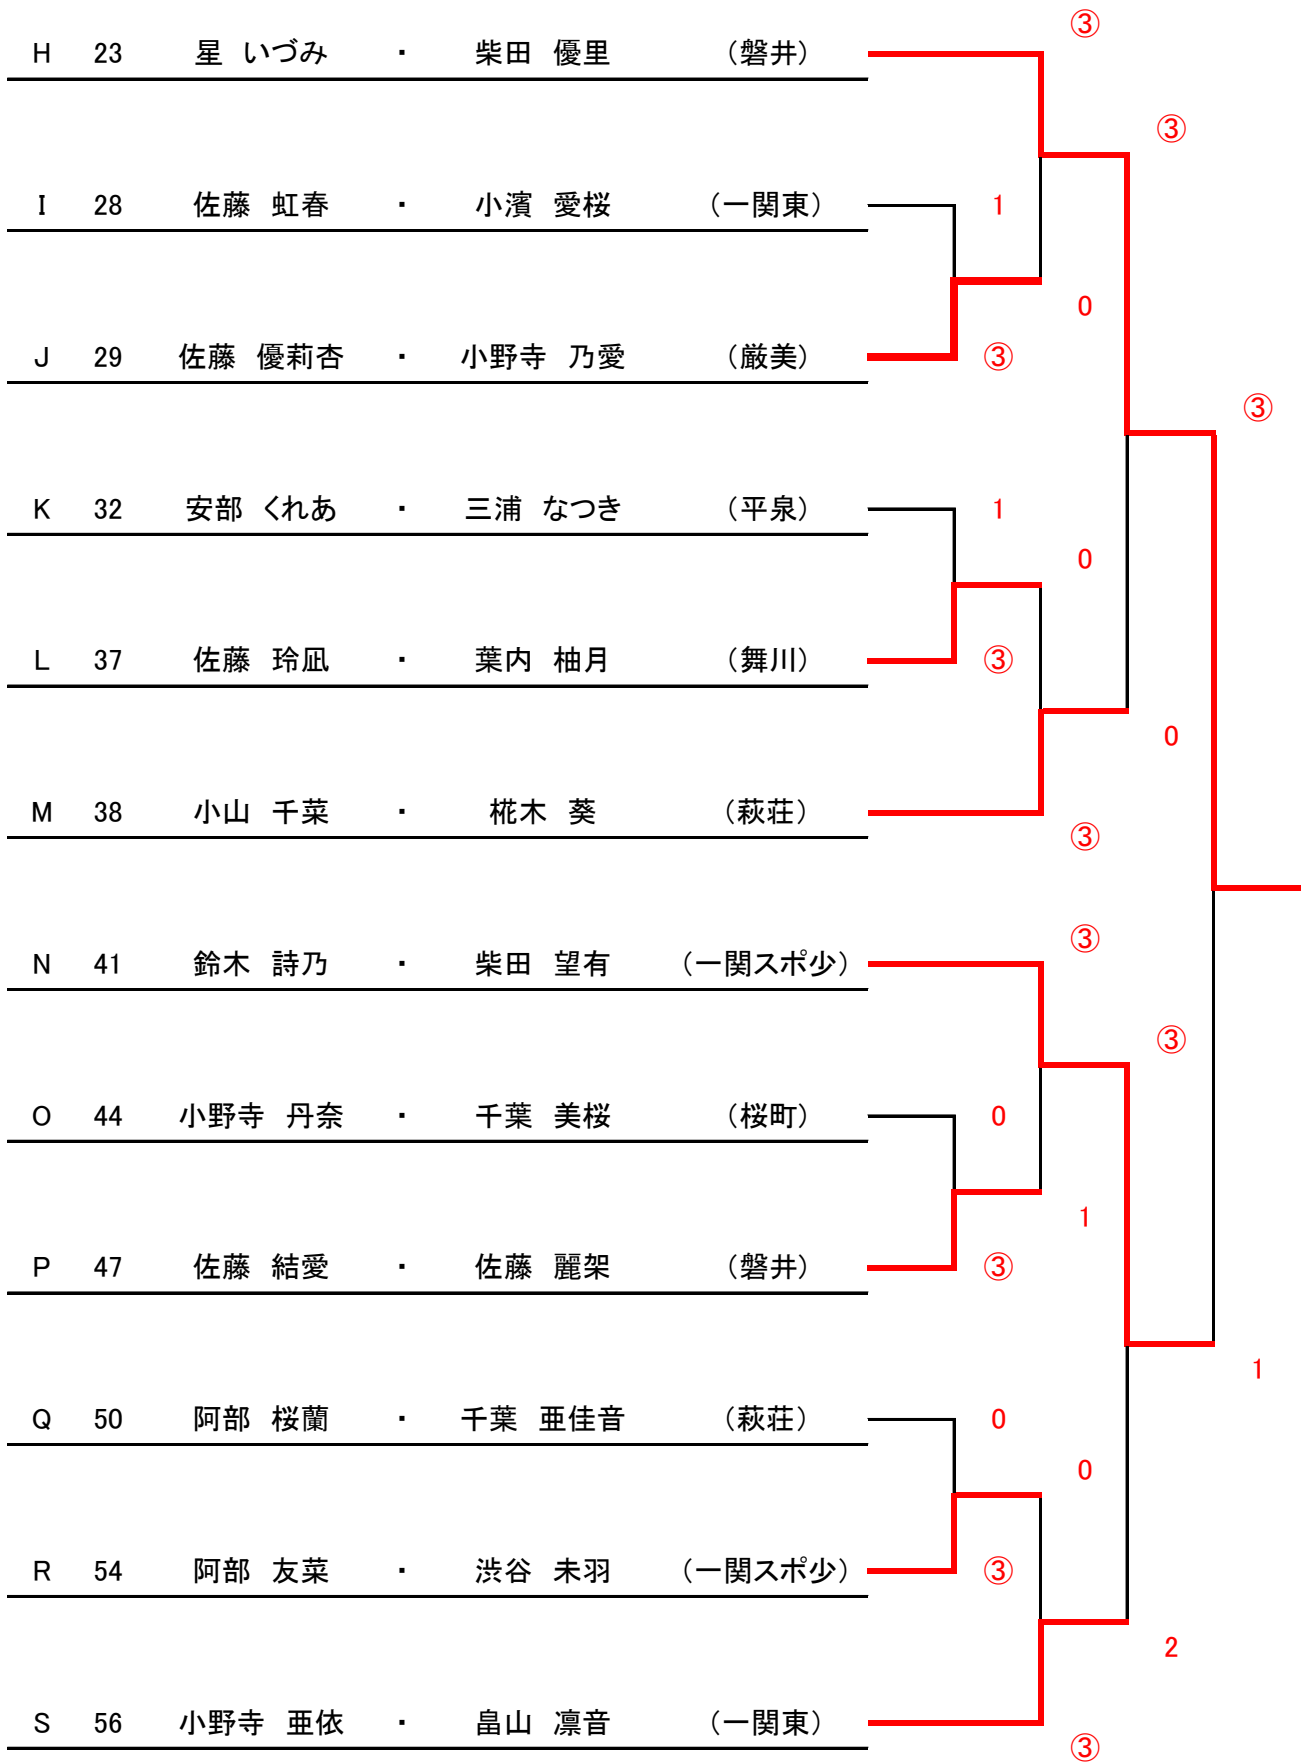 ③
H 23 星 いづみ ・ 柴田 優里 （磐井）
③
I 28 佐藤 虹春 ・ 小濱 愛桜 （一関東） 1
0
J 29 佐藤 優莉杏 ・ 小野寺 乃愛 （厳美） ③
③
K 32 安部 くれあ ・ 三浦 なつき （平泉） 1
0
L 37 佐藤 玲凪 ・ 葉内 柚月 （舞川） ③
0
M 38 小山 千菜 ・ 椛木 葵 （萩荘）
③
③
N 41 鈴木 詩乃 ・ 柴田 望有 （一関スポ少）
③
O 44 小野寺 丹奈 ・ 千葉 美桜 （桜町） 0
1
P 47 佐藤 結愛 ・ 佐藤 麗架 （磐井） ③
1
Q 50 阿部 桜蘭 ・ 千葉 亜佳音 （萩荘） 0
0
R 54 阿部 友菜 ・ 渋谷 未羽 （一関スポ少） ③
2
S 56 小野寺 亜依 ・ 畠山 凛音 （一関東）
③